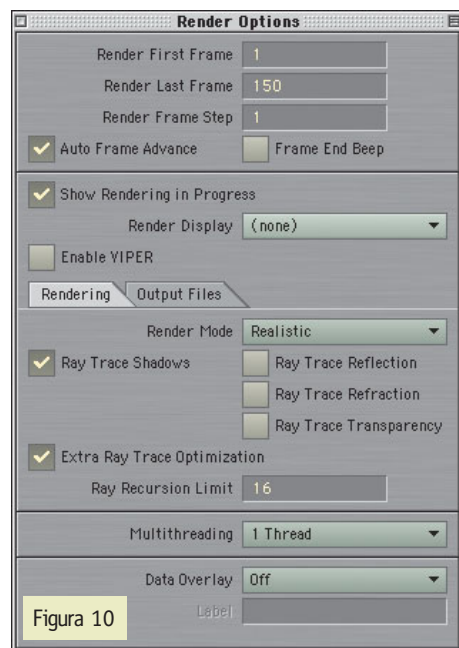 Render Options
Render First Frame 1
Render Last Frame 150
Render Frame Step 1
Auto Frame Advance Frame End Beep
Show Rendering in Progress
Render Display (none)
Enable VIPER
Rendering Output Files
Render Mode Realistic
Ray Trace Shadows Ray Trace Reflection
Ray Trace Refraction
Ray Trace Transparency
Extra Ray Trace Optimization
Ray Recursion Limit 16
Multithreading 1 Thread
Data Overlay Off
Label
Figura 10